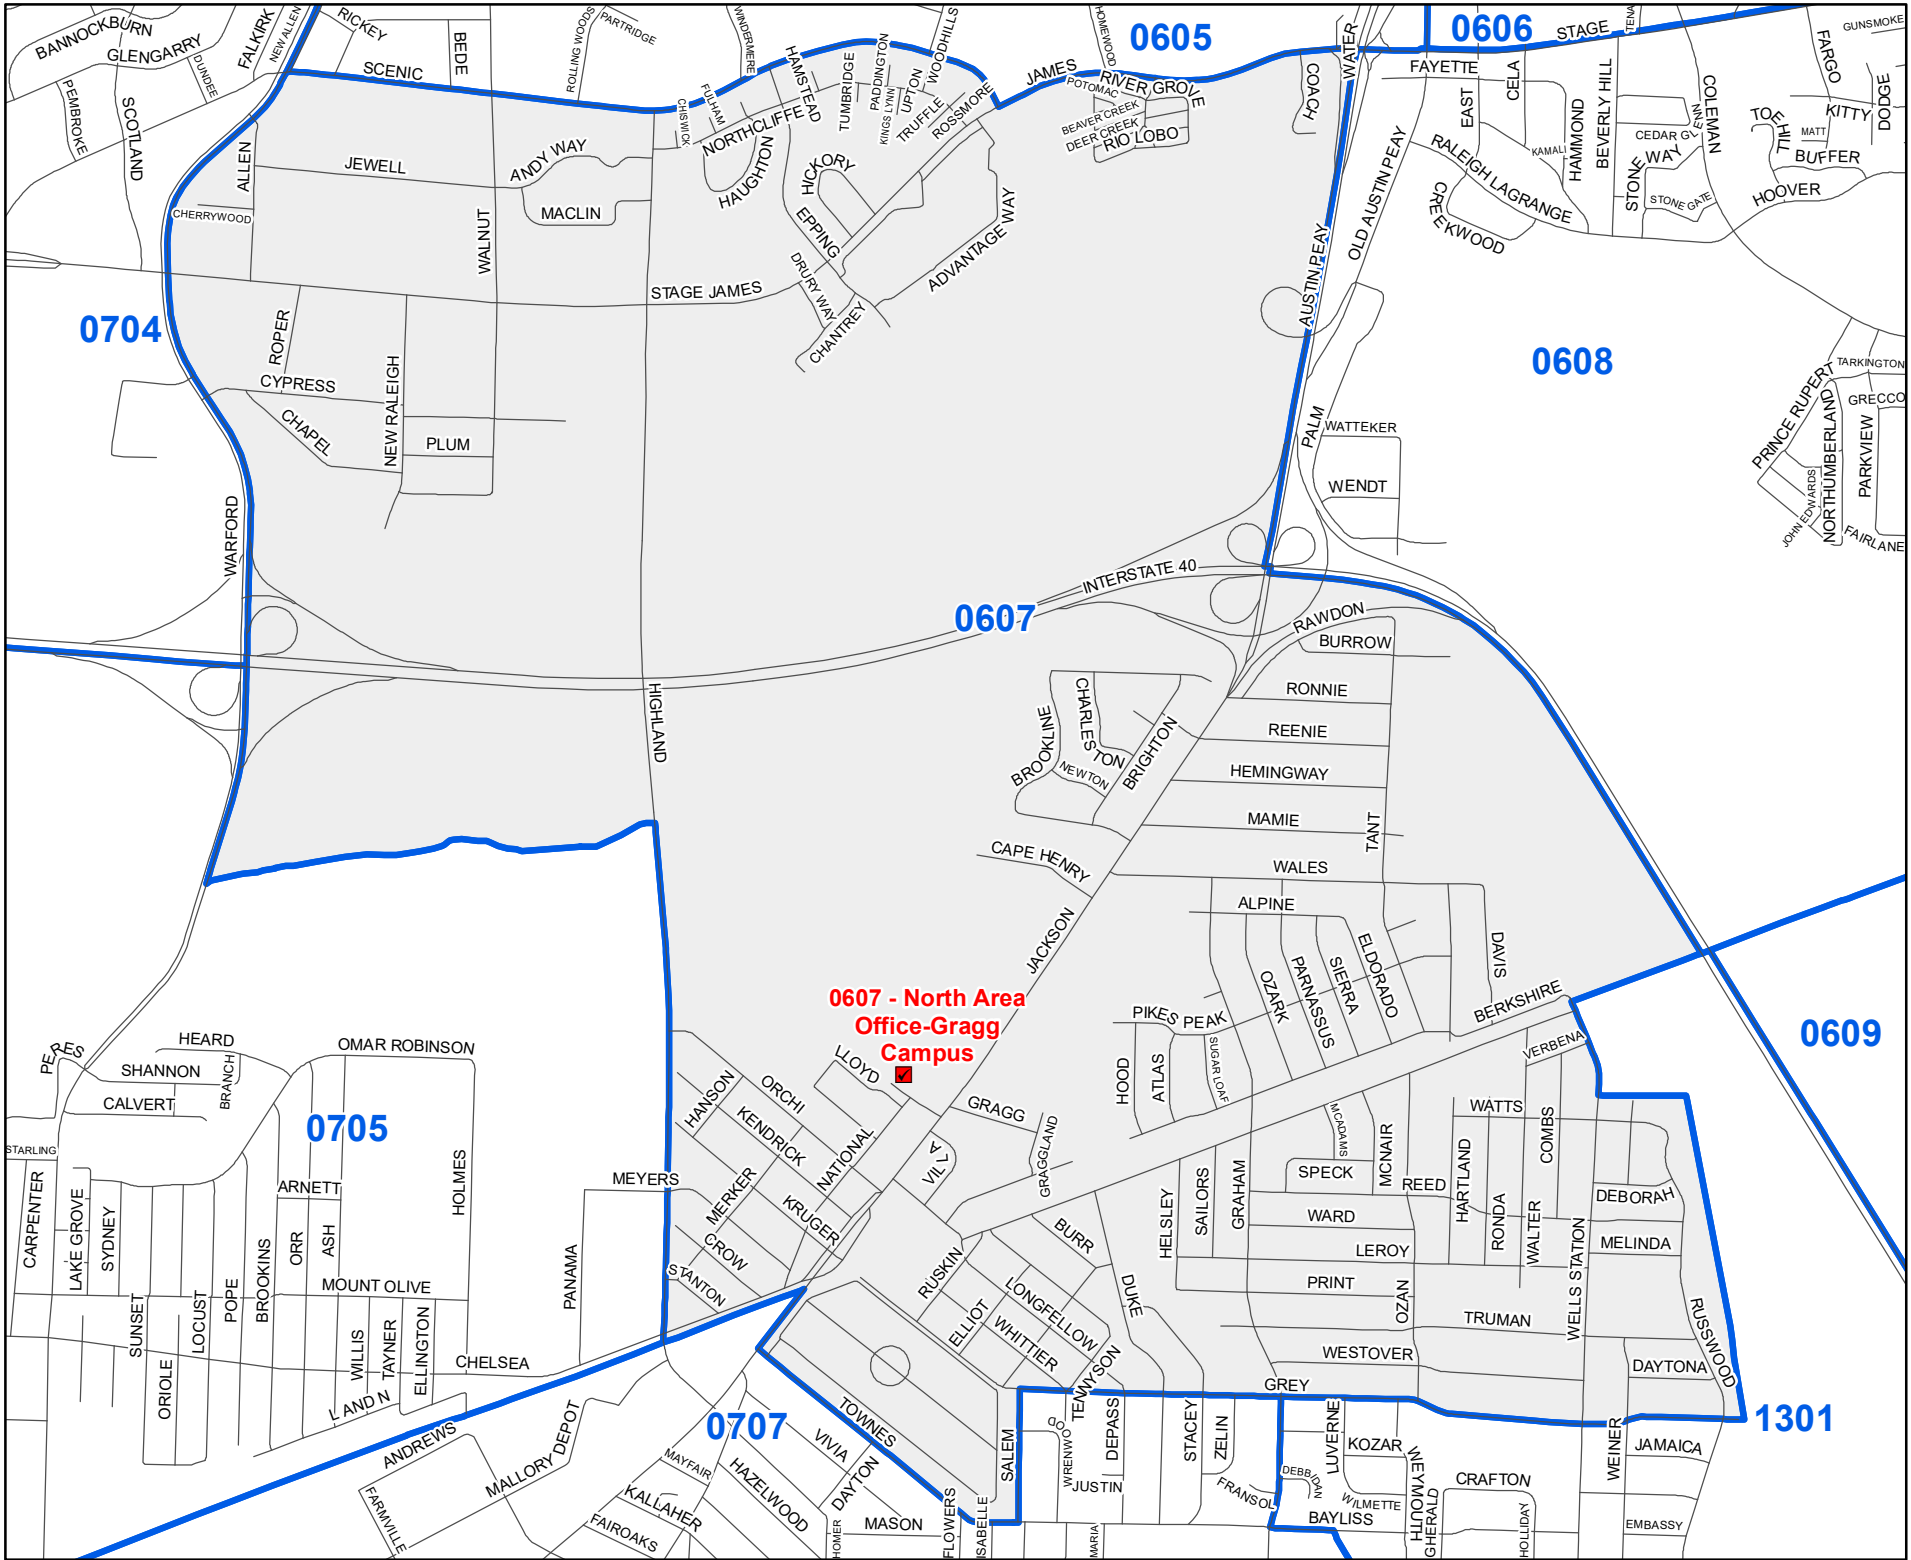 BANNOCKBURN
GLENGARRY
FALKIRK
NEW ALLEN
RICKEY
BEDE
ROLLING WOODS
PARTRIDGE
WINDERMERE
WOODHILLS
HOMEWOOD
0605
WATER
0606
STAGE
TENA
GUNSMOKE
FARGO
DUNDEE
PEMBROKE
SCOTLAND
SCENIC
FULHAM
CHISWICK
HAMSTEAD
TUMBRIDGE
PADDINGTON
KINGS LYNN
UPTON
TRUFFLE
ROSSMORE
NORTHCLIFFE
JAMES
POTOMAC
RIVER GROVE
BEAVER CREEK
DEER CREEK
RIO LOBO
COACH
FAYETTE
EAST
CELA
HAMMOND
BEVERLY HILL
COLEMAN
CEDAR GLENN
KAMALI
STONE WAY
STONE GATE
TOE HILL
MATT
KITTY
DODGE
BUFFER
HOOVER
RALEIGH LAGRANGE
CREEKWOOD
OLD AUSTIN PEAY
AUSTIN PEAY
ALLEN
JEWELL
ANDY WAY
MACLIN
CHERRYWOOD
WALNUT
HAUGHTON
HICKORY
EPPING
DRURY WAY
CHANTREY
ADVANTAGE WAY
STAGE JAMES
0704
ROPER
CYPRESS
CHAPEL
NEW RALEIGH
PLUM
0608
PALM
WATTEKER
WENDT
TARKINGTON
PRINCE RUPERT
GRECCO
NORTHUMBERLAND
PARKVIEW
JOHN EDWARDS
FAIRLANE
WARFORD
INTERSTATE 40
0607
RAWDON
BURROW
HIGHLAND
RONNIE
REENIE
HEMINGWAY
MAMIE
TANT
WALES
CHARLESTON
BROOKLINE
NEWTON
BRIGHTON
CAPE HENRY
JACKSON
ALPINE
DAVIS
OZARK
PARNASSUS
SIERRA
ELDORADO
BERKSHIRE
VERBENA
0609
0607 - North Area
Office-Gragg
Campus
PIKES PEAK
HOOD
ATLAS
SUGAR LOAF
PERES
HEARD
SHANNON
BRANCH
CALVERT
OMAR ROBINSON
0705
LLOYD
HANSON
ORCHI
KENDRICK
NATIONAL
GRAGG
GRAGGLAND
VILLA
MCADAMS
MCNAIR
WATTS
HARTLAND
COMBS
STARLING
CARPENTER
LAKE GROVE
SYDNEY
ARNETT
HOLMES
MEYERS
MERKER
KRUGER
CROW
STANTON
SPECK
REED
DEBORAH
HELSLEY
SAILORS
GRAHAM
WARD
RONDA
WALTER
LEROY
MELINDA
WELLS STATION
BURR
PRINT
OZAN
TRUMAN
RUSSWOOD
ORR
ASH
BROOKINS
POPE
LOCUST
SUNSET
ORIOLE
MOUNT OLIVE
PANAMA
RUSKIN
DUKE
LONGFELLOW
ELLIOT
WHITTIER
TENNYSON
WESTOVER
DAYTONA
GREY
WILLIS
TAYNER
ELLINGTON
CHELSEA
LAND N
ANDREWS
MALLORY DEPOT
0707
TOWNES
VIVIA
SALEM
WRENWOOD
DEPASS
STACEY
ZELIN
LUVERNE
KOZAR
WEYMOUTH
WEINER
1301
JAMAICA
DEBBIDAN
FRANSOL
WILMETTE
CRAFTON
JUSTIN
MAYFAIR
HAZELWOOD
DAYTON
KALLAHER
FAIROAKS
FARMVILLE
HOMER
MASON
FLOWERS
ISABELLE
MARIA
BAYLISS
GHERALD
HOLLIDAY
EMBASSY